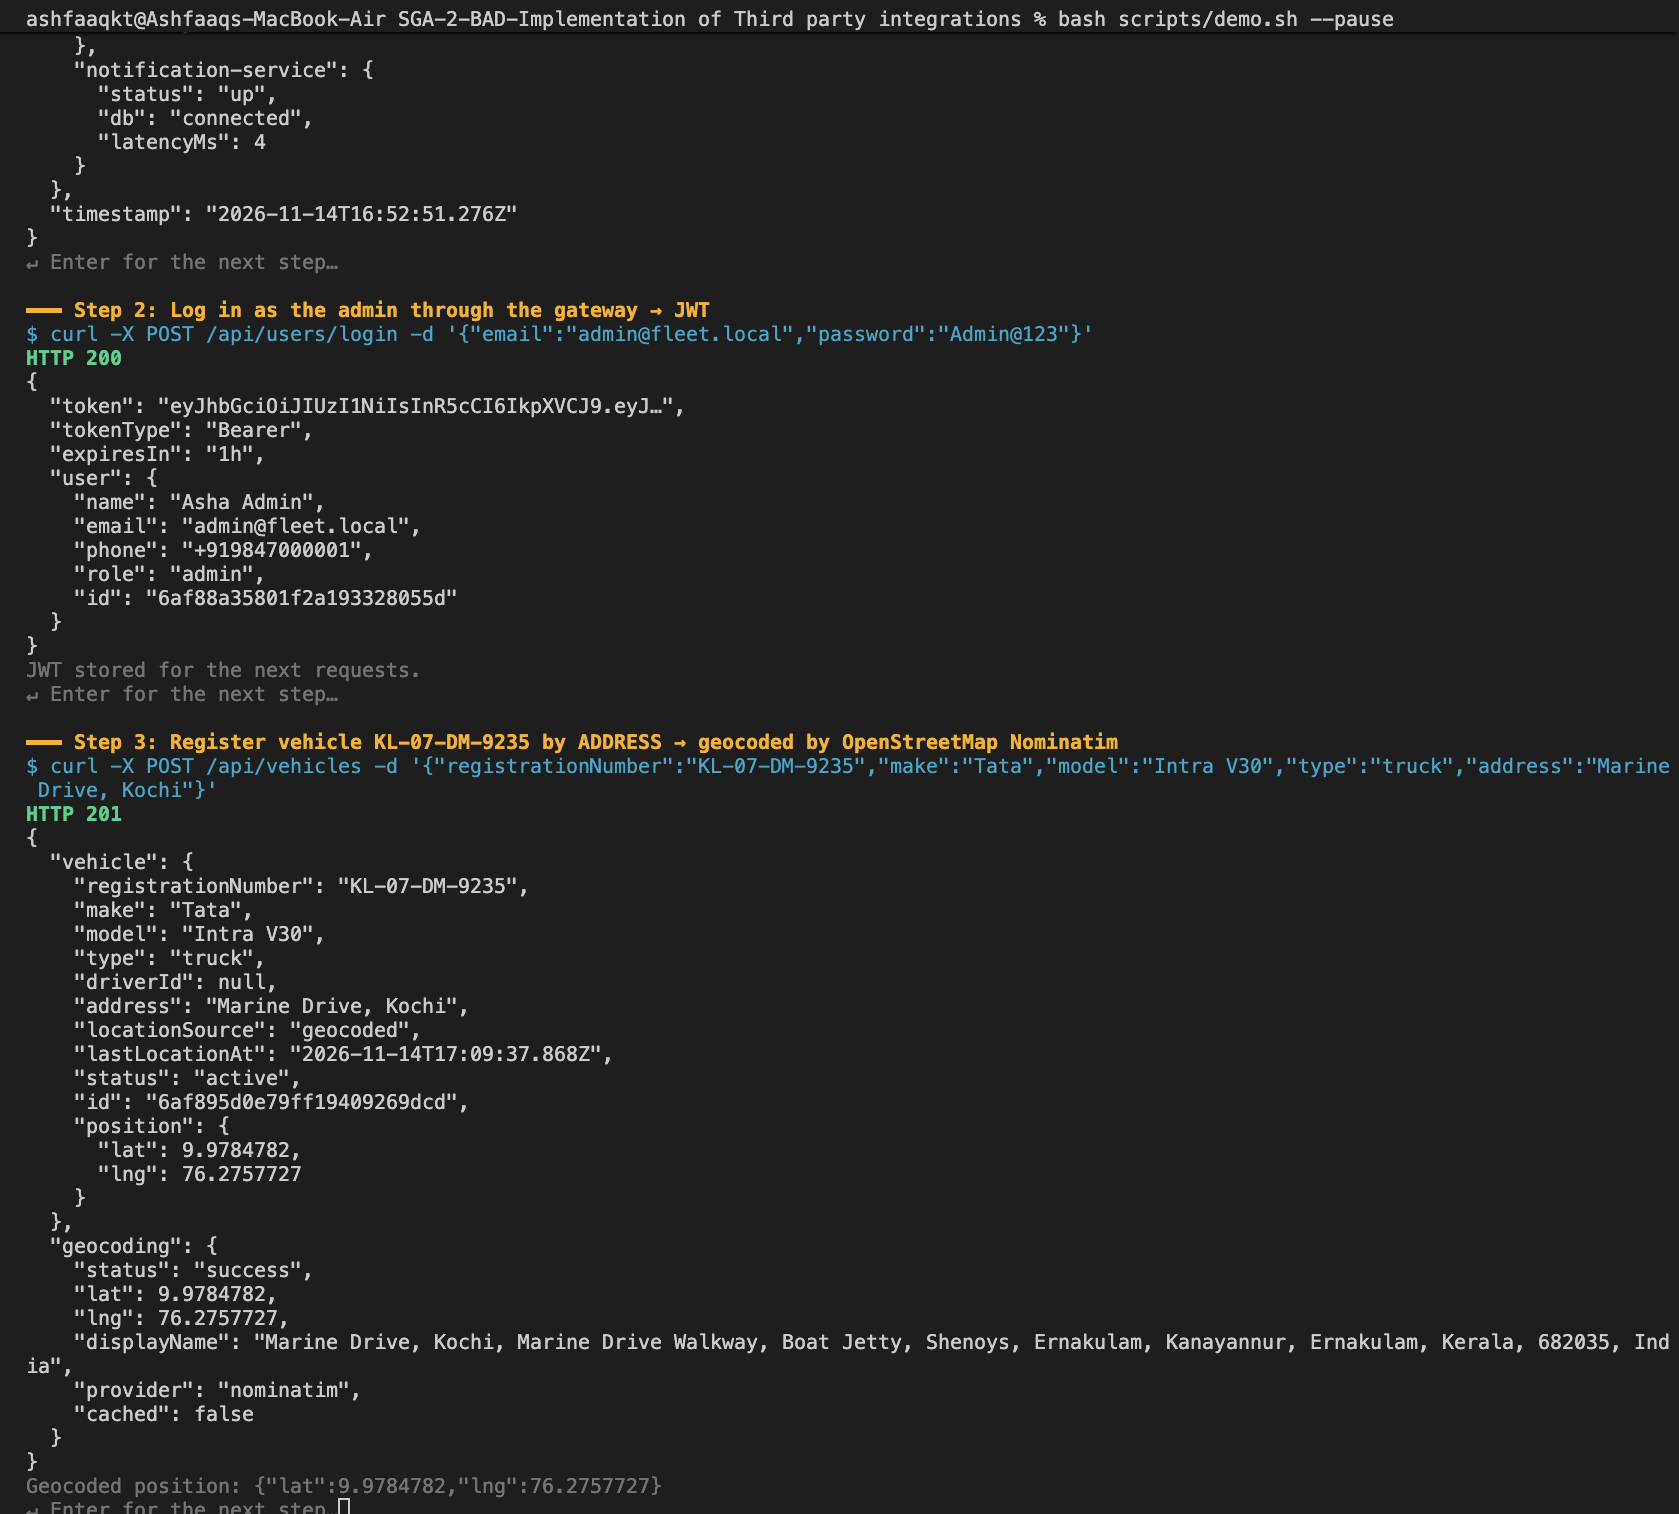 ashfaaqkt@Ashfaaqs-MacBook-Air SGA-2-BAD-Implementation of Third party integrations % bash scripts/demo.sh --pause
    },
    "notification-service": {
      "status": "up",
      "db": "connected",
      "latencyMs": 4
    }
  },
  "timestamp": "2026-11-14T16:52:51.276Z"
}
↵ Enter for the next step…

━━━ Step 2: Log in as the admin through the gateway → JWT
$ curl -X POST /api/users/login -d '{"email":"admin@fleet.local","password":"Admin@123"}'
HTTP 200
{
  "token": "eyJhbGciOiJIUzI1NiIsInR5cCI6IkpXVCJ9.eyJ…",
  "tokenType": "Bearer",
  "expiresIn": "1h",
  "user": {
    "name": "Asha Admin",
    "email": "admin@fleet.local",
    "phone": "+919847000001",
    "role": "admin",
    "id": "6af88a35801f2a193328055d"
  }
}
JWT stored for the next requests.
↵ Enter for the next step…

━━━ Step 3: Register vehicle KL-07-DM-9235 by ADDRESS → geocoded by OpenStreetMap Nominatim
$ curl -X POST /api/vehicles -d '{"registrationNumber":"KL-07-DM-9235","make":"Tata","model":"Intra V30","type":"truck","address":"Marine
 Drive, Kochi"}'
HTTP 201
{
  "vehicle": {
    "registrationNumber": "KL-07-DM-9235",
    "make": "Tata",
    "model": "Intra V30",
    "type": "truck",
    "driverId": null,
    "address": "Marine Drive, Kochi",
    "locationSource": "geocoded",
    "lastLocationAt": "2026-11-14T17:09:37.868Z",
    "status": "active",
    "id": "6af895d0e79ff19409269dcd",
    "position": {
      "lat": 9.9784782,
      "lng": 76.2757727
    }
  },
  "geocoding": {
    "status": "success",
    "lat": 9.9784782,
    "lng": 76.2757727,
    "displayName": "Marine Drive, Kochi, Marine Drive Walkway, Boat Jetty, Shenoys, Ernakulam, Kanayannur, Ernakulam, Kerala, 682035, Ind
ia",
    "provider": "nominatim",
    "cached": false
  }
}
Geocoded position: {"lat":9.9784782,"lng":76.2757727}
↵ Enter for the next step…